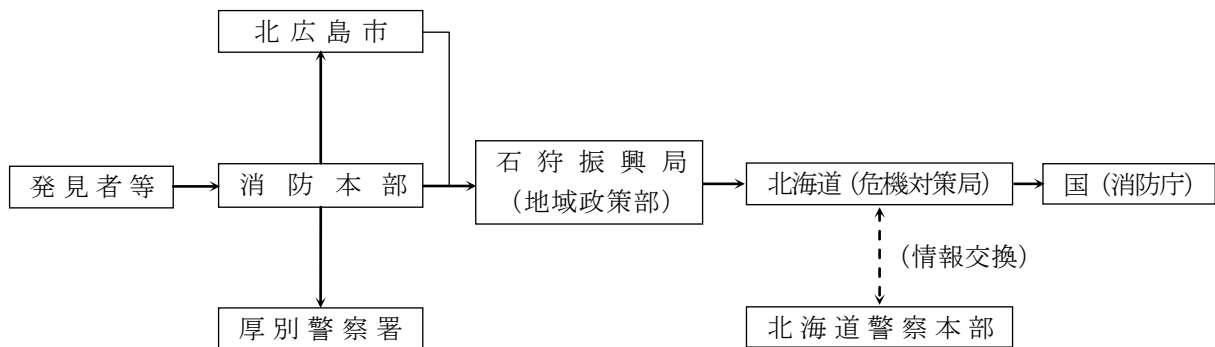 北広島市
石狩振興局
（地域政策部）
発見者等
消防本部
北海道（危機対策局）
国（消防庁）
（情報交換）
厚別警察署
北海道警察本部